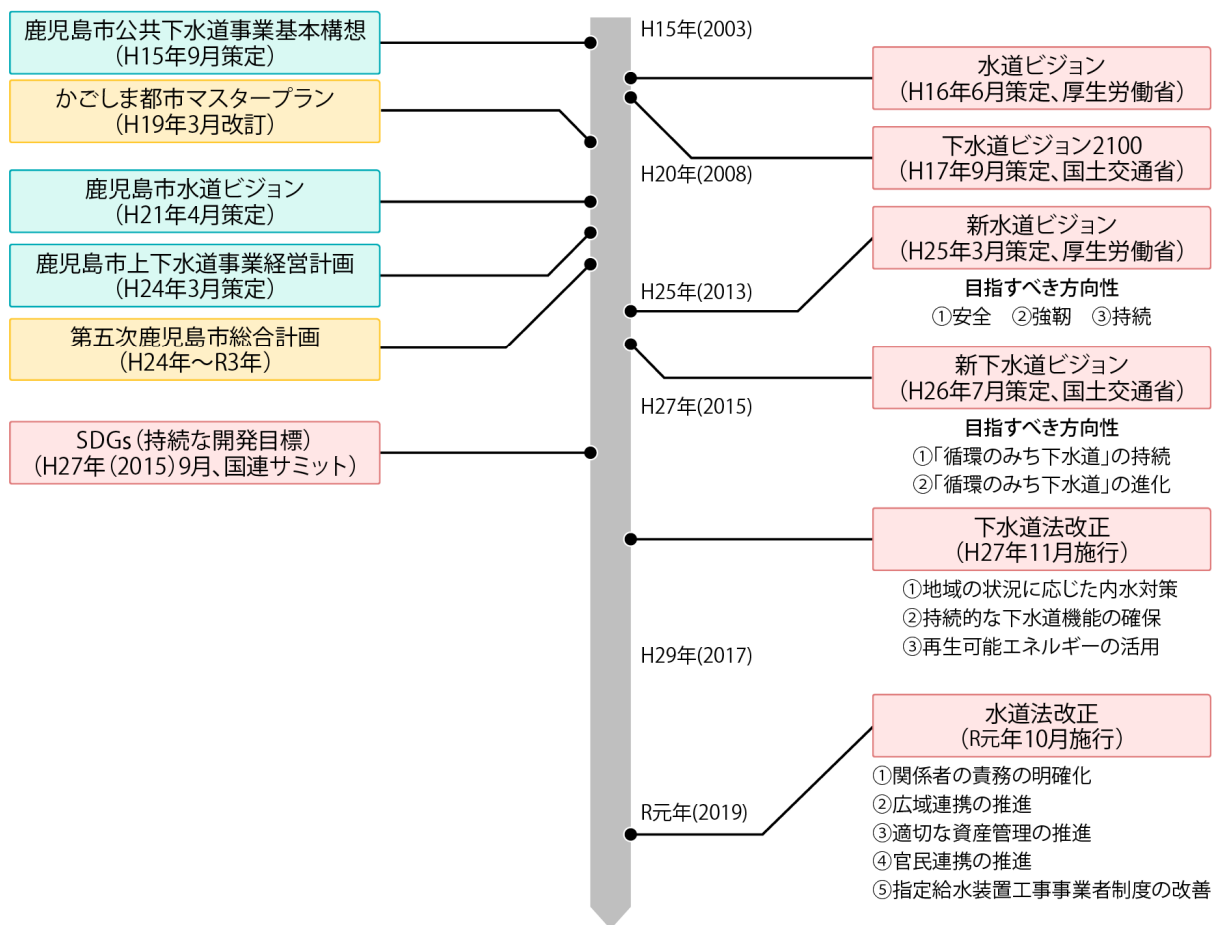 鹿児島市公共下水道事業基本構想
（H15年9月策定）
かごしま都市マスタープラン
（H19年3月改訂）
鹿児島市水道ビジョン
（H21年4月策定）
鹿児島市上下水道事業経営計画
（H24年3月策定）
第五次鹿児島市総合計画
（H24年～R3年）
SDGs（持続な開発目標）
（H27年（2015）9月、国連サミット）
H15年(2003)
H20年(2008)
H25年(2013)
H27年(2015)
H29年(2017)
R元年(2019)
水道ビジョン
（H16年6月策定、厚生労働省）
下水道ビジョン2100
（H17年9月策定、国土交通省）
新水道ビジョン
（H25年3月策定、厚生労働省）
目指すべき方向性
①安全　②強靭　③持続
新下水道ビジョン
（H26年7月策定、国土交通省）
目指すべき方向性
①「循環のみち下水道」の持続
②「循環のみち下水道」の進化
下水道法改正
（H27年11月施行）
①地域の状況に応じた内水対策
②持続的な下水道機能の確保
③再生可能エネルギーの活用
水道法改正
（R元年10月施行）
①関係者の責務の明確化
②広域連携の推進
③適切な資産管理の推進
④官民連携の推進
⑤指定給水装置工事事業者制度の改善